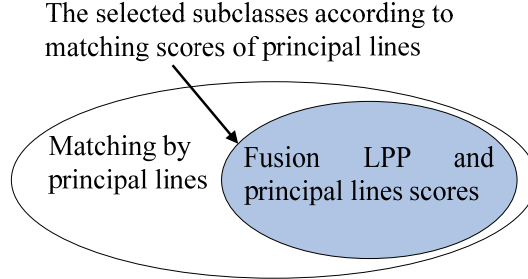 The selected subclasses according to
matching scores of principal lines
Matching by
principal lines
Fusion LPP and
principal lines scores